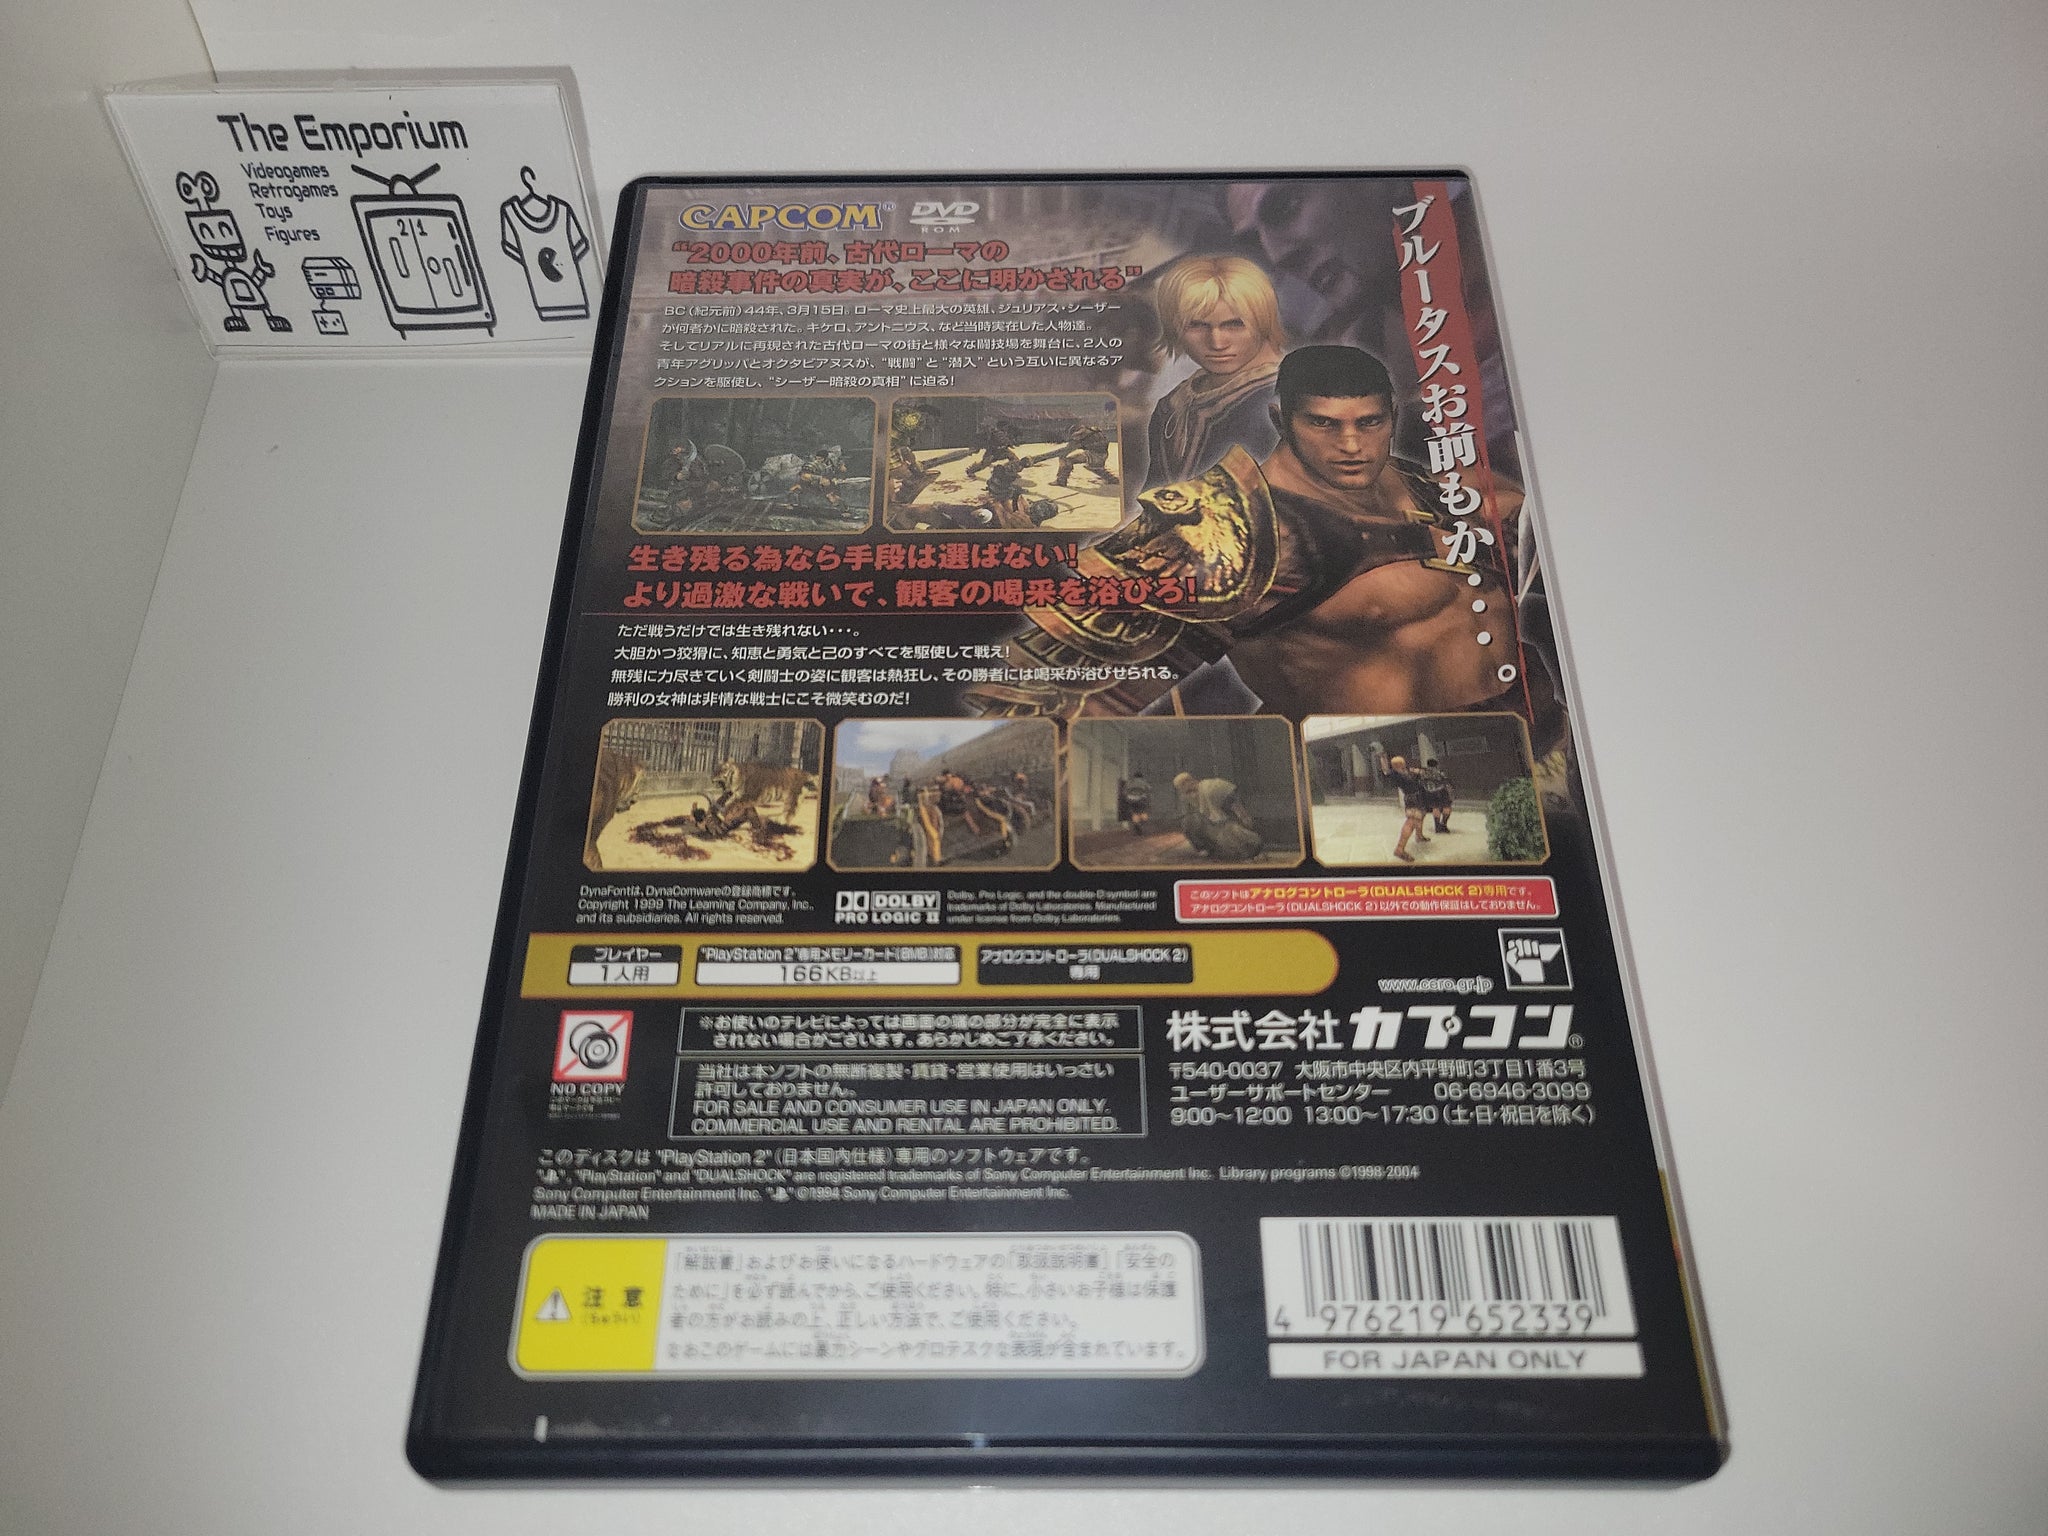 The Emporium
Videogames
Retrogames
Toys
Figures
21
CAPCOM®
DVD
ROM
ブルータスお前もか・・・。
“2000年前、古代ローマの
暗殺事件の真実が、ここに明かされる”
BC(紀元前)44年、3月15日。ローマ史上最大の英雄、ジュリアス・シーザー
が何者かに暗殺された。キケロ、アントニウス、など当時実在した人物達。
そしてリアルに再現された古代ローマの街と様々な闘技場を舞台に、2人の
青年アグリッパとオクタビアヌスが、“戦闘”と“潜入”という互いに異なるア
クションを駆使し、“シーザー暗殺の真相”に迫る!
生き残る為なら手段は選ばない!
より過激な戦いで、観客の喝采を浴びろ!
ただ戦うだけでは生き残れない・・・。
大胆かつ狡猾に、知恵と勇気と己のすべてを駆使して戦え!
無残に力尽きていく剣闘士の姿に観客は熱狂し、その勝者には喝采が浴びせられる。
勝利の女神は非情な戦士にこそ微笑むのだ!
DynaFontは、DynaComwareの登録商標です。
Copyright 1999 The Learning Company, Inc.,
and its subsidiaries. All rights reserved.
DOLBY
PRO LOGIC II
Dolby, Pro Logic, and the double-D symbol are
trademarks of Dolby Laboratories. Manufactured
under license from Dolby Laboratories.
このソフトはアナログコントローラ(DUALSHOCK 2)専用です。
アナログコントローラ(DUALSHOCK 2)以外での動作保証はしておりません。
プレイヤー
1人用
"PlayStation 2"専用メモリーカード(8MB)対応
166KB以上
アナログコントローラ(DUALSHOCK 2)
専用
www.cero.gr.jp
NO COPY
※お使いのテレビによっては画面の端の部分が完全に表示
されない場合がございます。あらかじめご了承ください。
当社は本ソフトの無断複製・賃貸・営業使用はいっさい
許可しておりません。
FOR SALE AND CONSUMER USE IN JAPAN ONLY.
COMMERCIAL USE AND RENTAL ARE PROHIBITED.
株式会社カプコン®
〒540-0037 大阪市中央区内平野町3丁目1番3号
ユーザーサポートセンター 06-6946-3099
9:00~12:00 13:00~17:30(土・日・祝日を除く)
このディスクは "PlayStation 2"(日本国内仕様)専用のソフトウェアです。
" ", "PlayStation" and "DUALSHOCK" are registered trademarks of Sony Computer Entertainment Inc. Library programs ©1998-2004
Sony Computer Entertainment Inc. " " ©1994 Sony Computer Entertainment Inc.
MADE IN JAPAN
注意
(ちゅうい)
「解説書」およびお使いになるハードウェアの「取扱説明書」「安全の
ために」を必ず読んでから、ご使用ください。特に、小さいお子様は保護
者の方がお読みの上、正しい方法で、ご使用ください。
なおこのゲームには暴力シーンやグロテスクな表現が含まれています。
4 976219 652339
FOR JAPAN ONLY